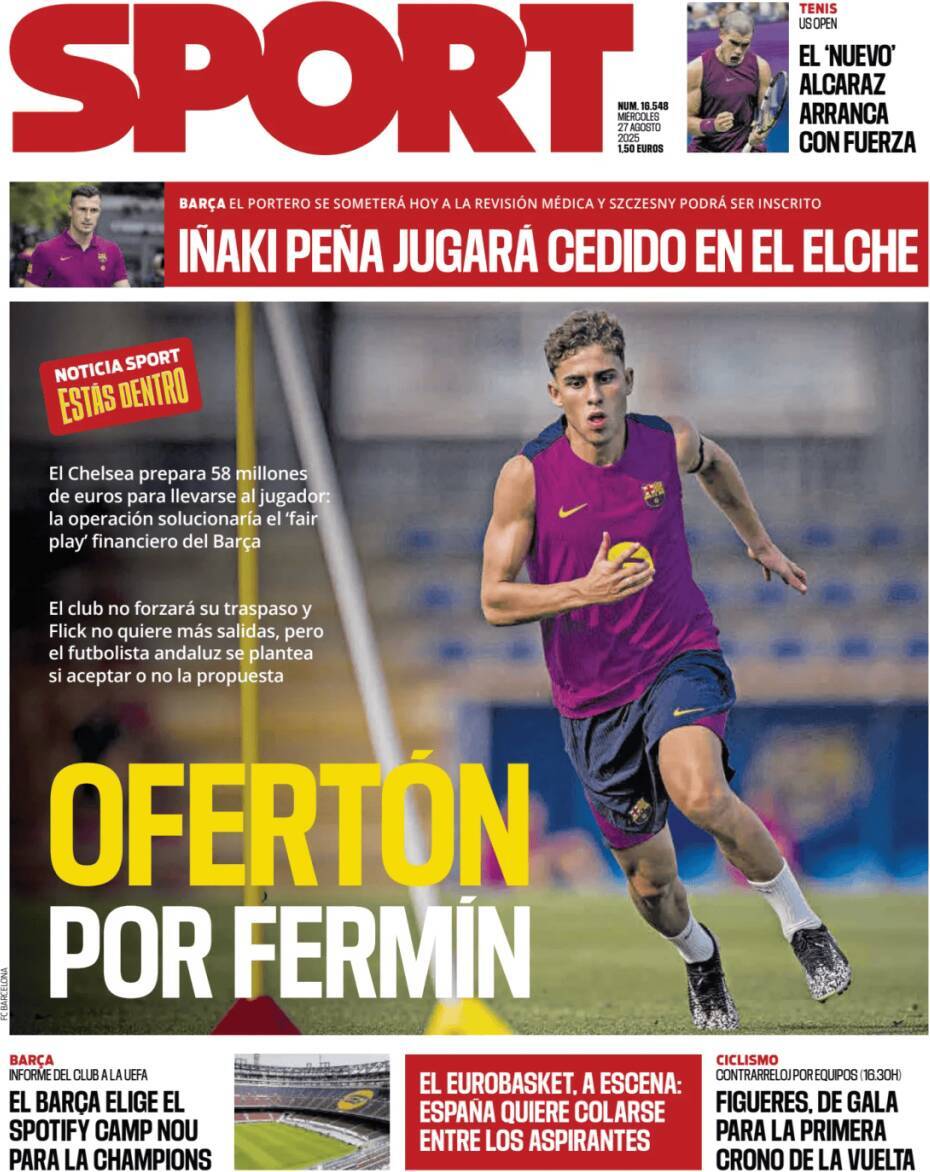 SPORT
NUM. 16.548
MIÉRCOLES
27 AGOSTO
2025
1,50 EUROS
TENIS
US OPEN
EL ‘NUEVO’
ALCARAZ
ARRANCA
CON FUERZA
BARÇA EL PORTERO SE SOMETERÁ HOY A LA REVISIÓN MÉDICA Y SZCZESNY PODRÁ SER INSCRITO
IÑAKI PEÑA JUGARÁ CEDIDO EN EL ELCHE
NOTICIA SPORT
ESTÁS DENTRO
El Chelsea prepara 58 millones
de euros para llevarse al jugador:
la operación solucionaría el ‘fair
play’ financiero del Barça
El club no forzará su traspaso y
Flick no quiere más salidas, pero
el futbolista andaluz se plantea
si aceptar o no la propuesta
OFERTÓN
POR FERMÍN
FC BARCELONA
BARÇA
INFORME DEL CLUB A LA UEFA
EL BARÇA ELIGE EL
SPOTIFY CAMP NOU
PARA LA CHAMPIONS
EL EUROBASKET, A ESCENA:
ESPAÑA QUIERE COLARSE
ENTRE LOS ASPIRANTES
CICLISMO
CONTRARRELOJ POR EQUIPOS (16.30H)
FIGUERES, DE GALA
PARA LA PRIMERA
CRONO DE LA VUELTA